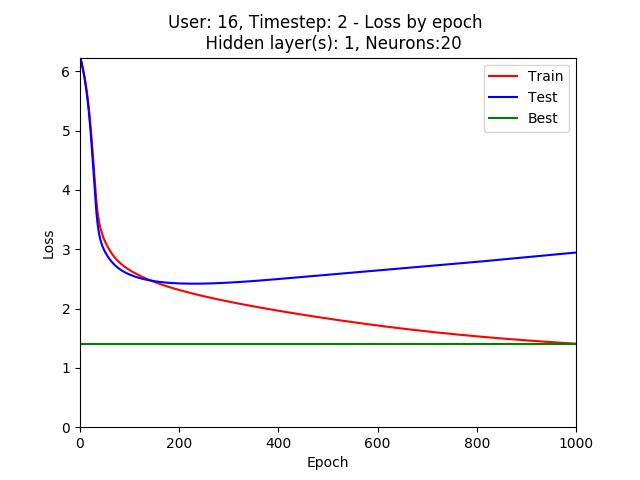 User: 16, Timestep: 2 - Loss by epoch
Hidden layer(s): 1, Neurons:20
Train
Test
Best
6
5
4
3
2
1
0
Loss
0 200 400 600 800 1000
Epoch